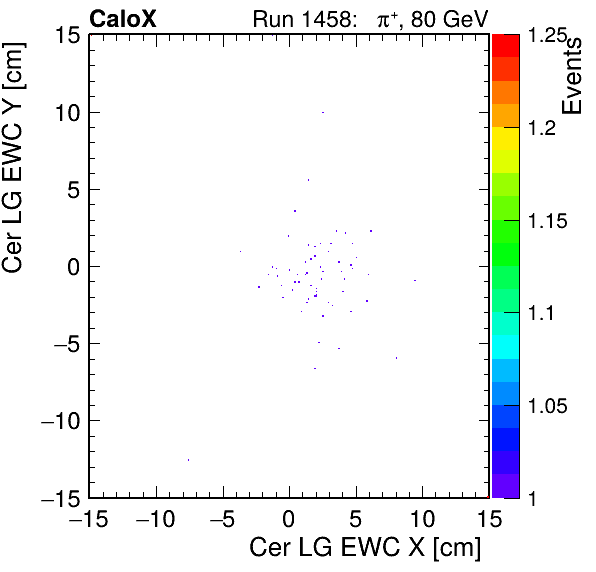 CaloX Run 1458: π⁺, 80 GeV
Cer LG EWC Y [cm]
15
10
5
0
−5
−10
−15
−15 −10 −5 0 5 10 15
Cer LG EWC X [cm]
Events
1.25
1.2
1.15
1.1
1.05
1